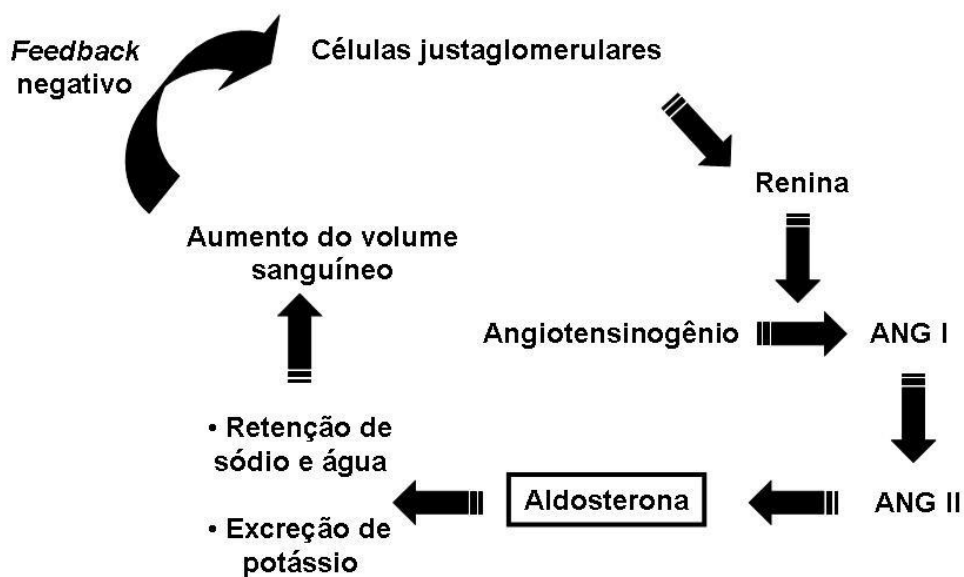 Feedback
negativo
Células justaglomerulares
Renina
Aumento do volume
sanguíneo
Angiotensinogênio
ANG I
• Retenção de
sódio e água
Aldosterona
ANG II
• Excreção de
potássio